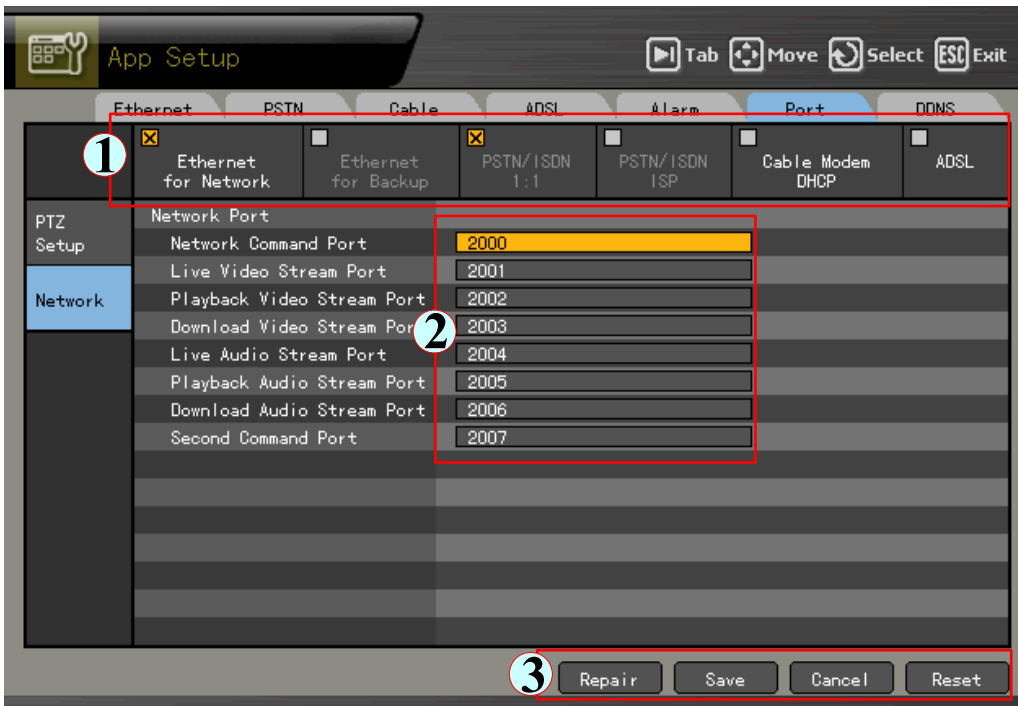 App Setup
Tab Move Select ESC Exit
Ethernet PSTN Cable ADSL Alarm Port DDNS
1
Ethernet for Network
Ethernet for Backup
PSTN/ISDN 1:1
PSTN/ISDN ISP
Cable Modem DHCP
ADSL
PTZ Setup
Network
Network Port
2
Network Command Port 2000
Live Video Stream Port 2001
Playback Video Stream Port 2002
Download Video Stream Por 2003
Live Audio Stream Port 2004
Playback Audio Stream Port 2005
Download Audio Stream Port 2006
Second Command Port 2007
3
Repair Save Cancel Reset